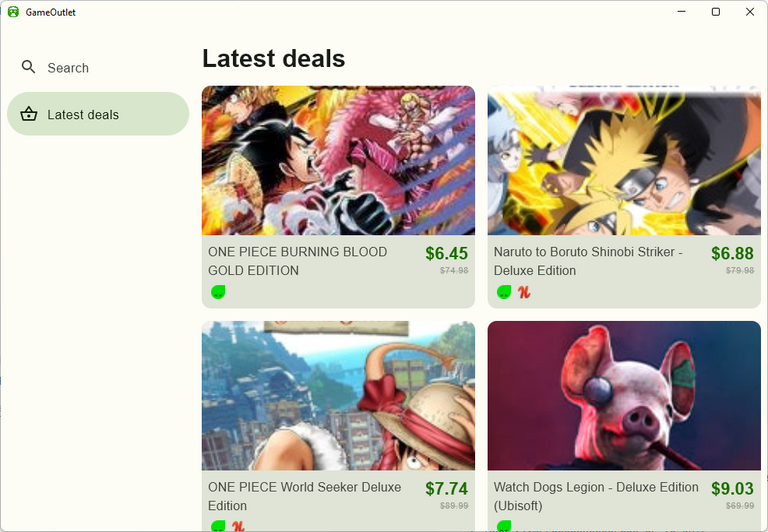 GameOutlet
Search
Latest deals
Latest deals
ONE PIECE BURNING BLOOD
GOLD EDITION
$6.45
$74.98
Naruto to Boruto Shinobi Striker -
Deluxe Edition
$6.88
$79.98
ONE PIECE World Seeker Deluxe
Edition
$7.74
$89.99
Watch Dogs Legion - Deluxe Edition
(Ubisoft)
$9.03
$69.99